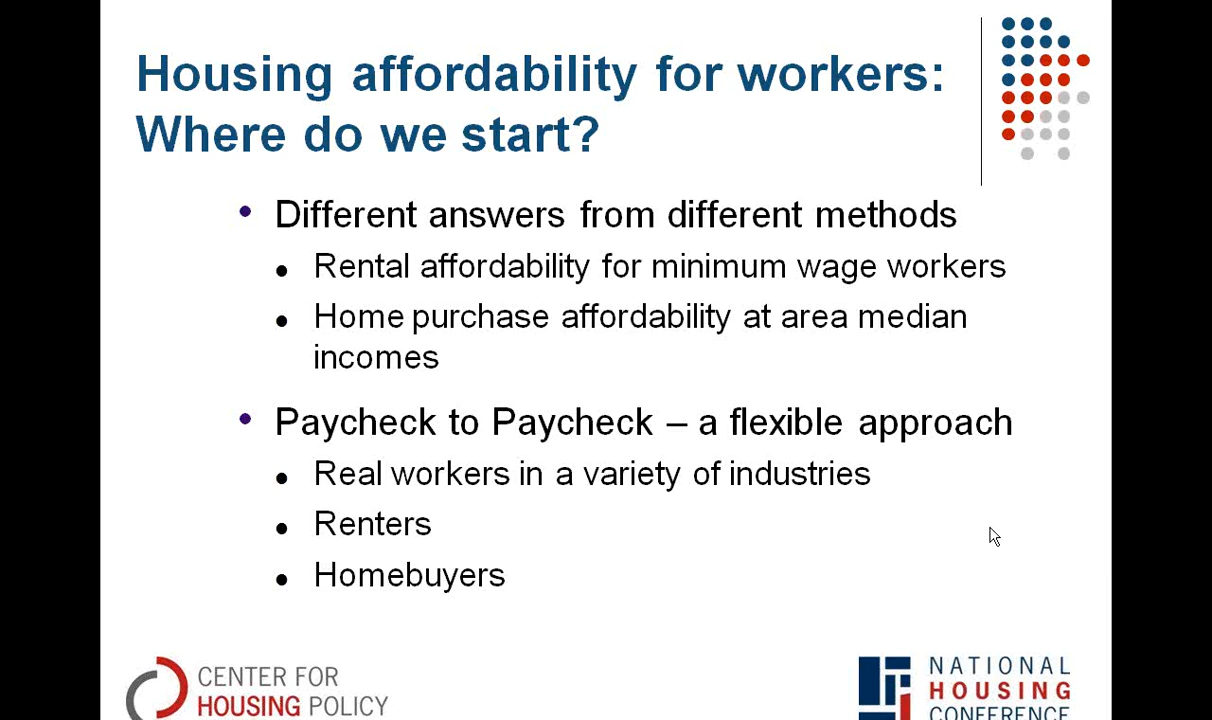 Housing affordability for workers:
Where do we start?
• Different answers from different methods
• Rental affordability for minimum wage workers
• Home purchase affordability at area median
incomes
• Paycheck to Paycheck – a flexible approach
• Real workers in a variety of industries
• Renters
• Homebuyers
CENTER FOR
HOUSING POLICY
NATIONAL
HOUSING
CONFERENCE